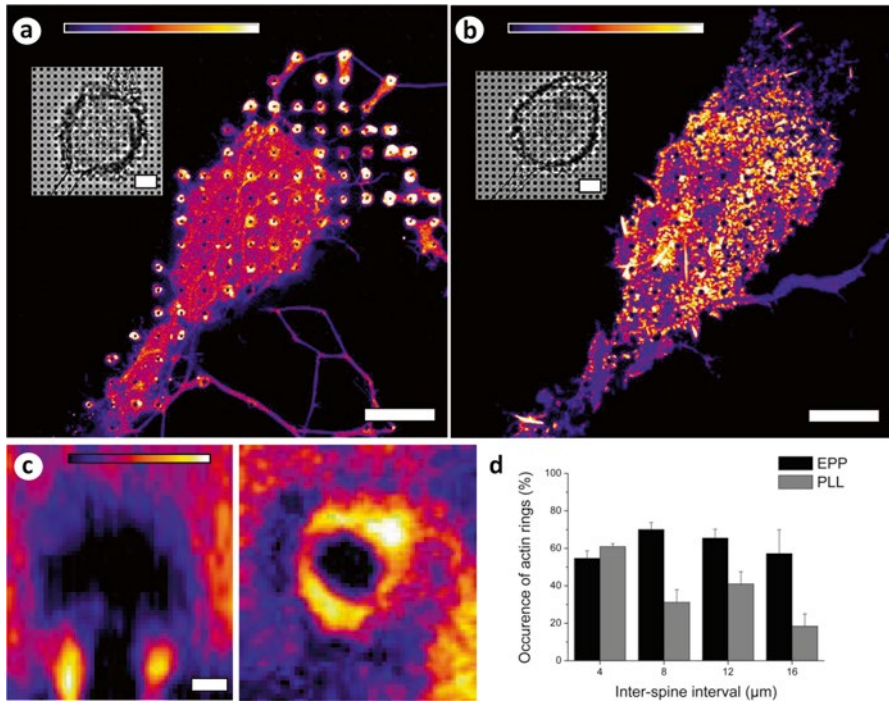 a
b
c
d
EPP
PLL
Occurence of actin rings (%)
100
80
60
40
20
0
4
8
12
16
Inter-spine interval (µm)